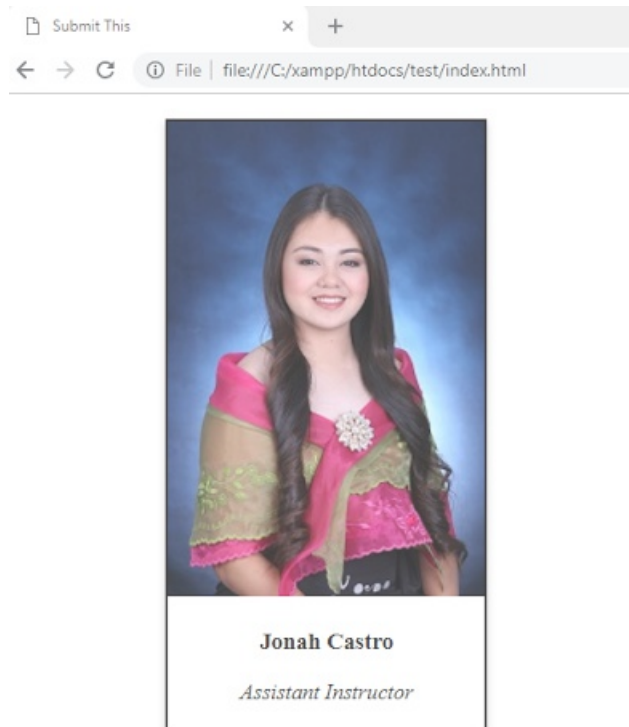 Submit This
File file:///C:/xampp/htdocs/test/index.html
Jonah Castro
Assistant Instructor